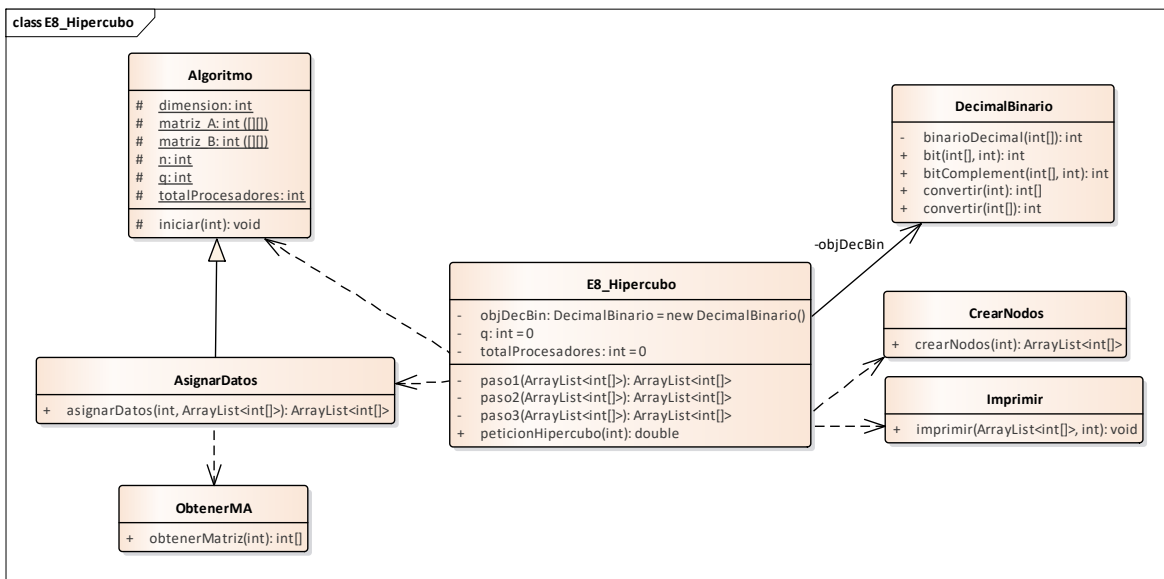 class E8_Hipercubo
Algoritmo
# dimension: int
# matriz_A: int ([][])
# matriz_B: int ([][])
# n: int
# q: int
# totalProcesadores: int
# iniciar(int): void
DecimalBinario
- binarioDecimal(int[]): int
+ bit(int[], int): int
+ bitComplement(int[], int): int
+ convertir(int): int[]
+ convertir(int[]): int
-objDecBin
E8_Hipercubo
- objDecBin: DecimalBinario = new DecimalBinario()
- q: int = 0
- totalProcesadores: int = 0
- paso1(ArrayList<int[]>): ArrayList<int[]>
- paso2(ArrayList<int[]>): ArrayList<int[]>
- paso3(ArrayList<int[]>): ArrayList<int[]>
+ peticionHipercubo(int): double
CrearNodos
+ crearNodos(int): ArrayList<int[]>
AsignarDatos
+ asignarDatos(int, ArrayList<int[]>): ArrayList<int[]>
Imprimir
+ imprimir(ArrayList<int[]>, int): void
ObtenerMA
+ obtenerMatriz(int): int[]